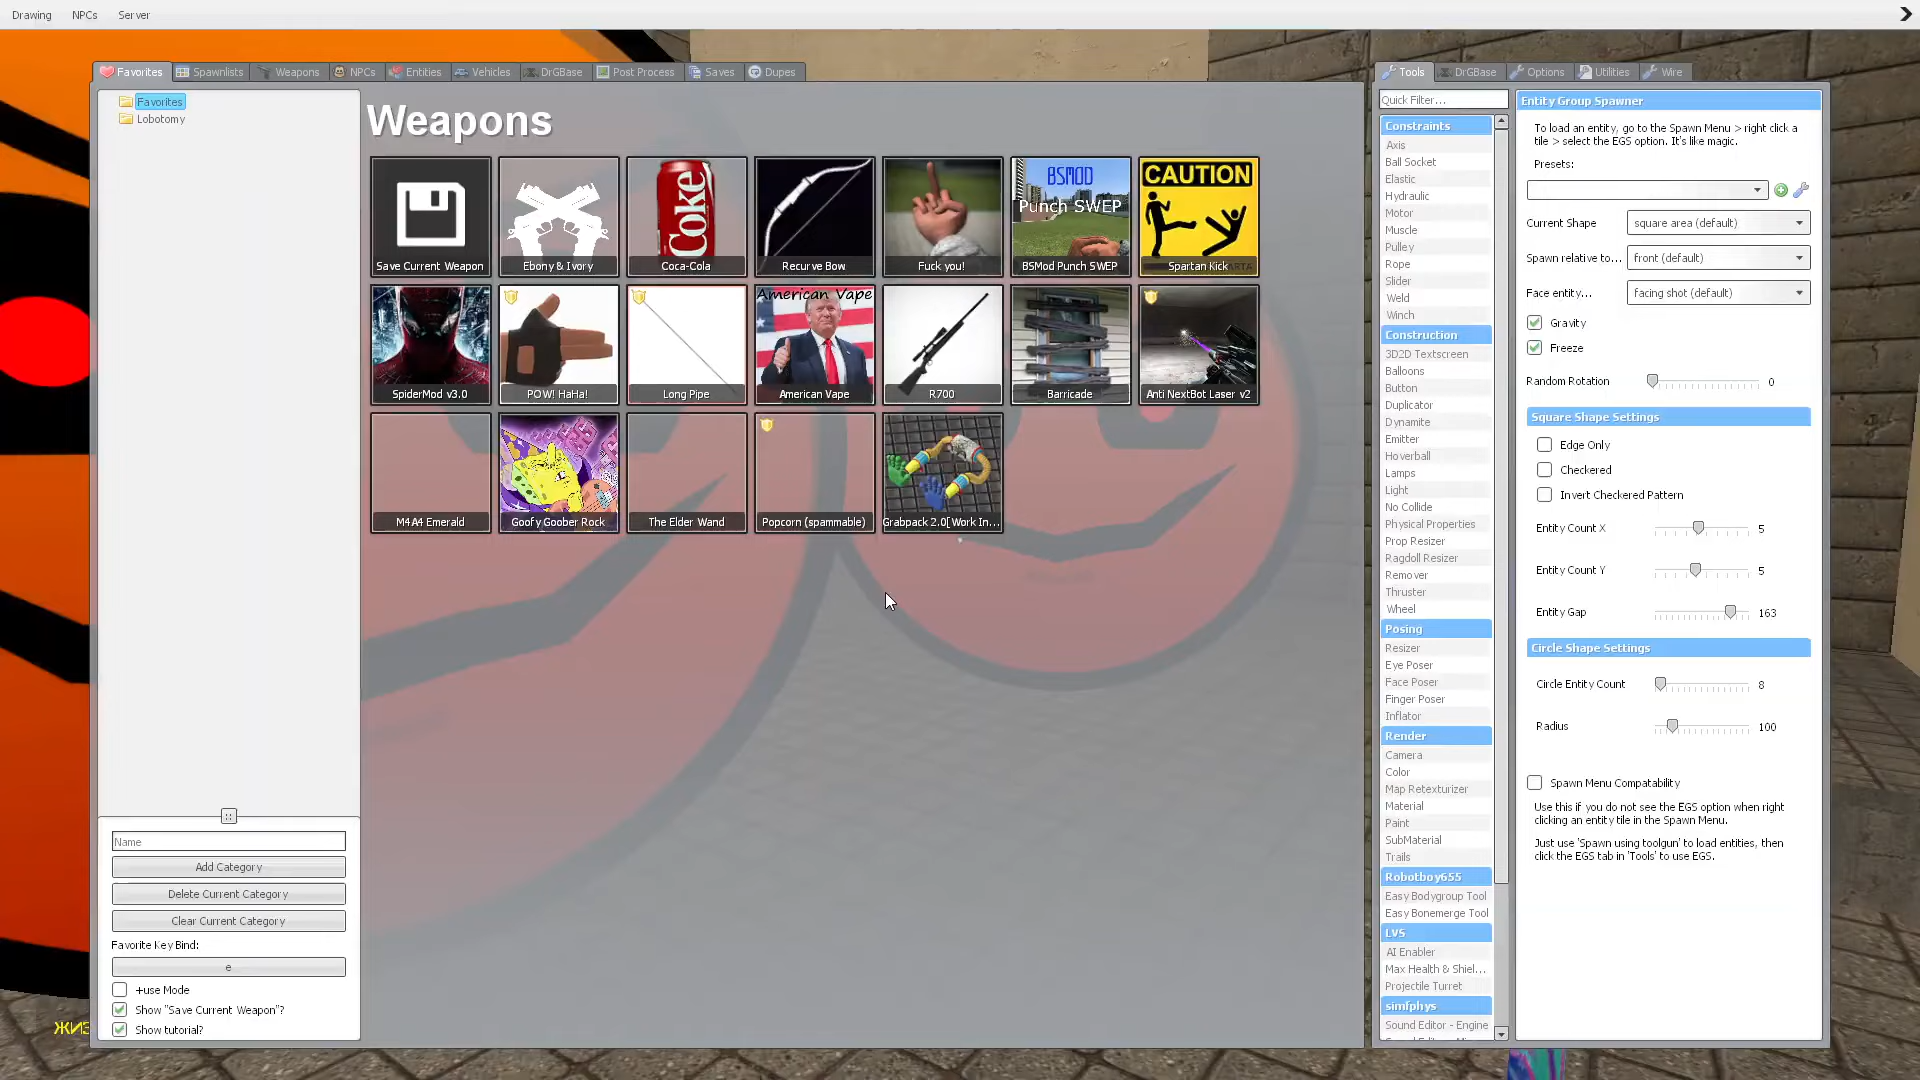 Drawing NPCs Server
Favorites Spawnlists Weapons NPCs Entities Vehicles DrGBase Post Process Saves Dupes
Favorites
Lobotomy
Name
Add Category
Delete Current Category
Clear Current Category
Favorite Key Bind:
e
+use Mode
Show "Save Current Weapon"?
Show tutorial?
ЖИЗ
Weapons
Save Current Weapon
Ebony & Ivory
Coke
Coca-Cola
Recurve Bow
Fuck you!
BSMOD
Punch SWEP
BSMod Punch SWEP
CAUTION
Spartan Kick
SpiderMod v3.0
POW! HaHa!
Long Pipe
American Vape
American Vape
R700
Barricade
Anti NextBot Laser v2
M4A4 Emerald
Goofy Goober Rock
The Elder Wand
Popcorn (spammable)
Grabpack 2.0[Work In...
Tools DrGBase Options Utilities Wire
Quick Filter...
Constraints
Axis
Ball Socket
Elastic
Hydraulic
Motor
Muscle
Pulley
Rope
Slider
Weld
Winch
Construction
3D2D Textscreen
Balloons
Button
Duplicator
Dynamite
Emitter
Hoverball
Lamps
Light
No Collide
Physical Properties
Prop Resizer
Ragdoll Resizer
Remover
Thruster
Wheel
Posing
Resizer
Eye Poser
Face Poser
Finger Poser
Inflator
Render
Camera
Color
Map Retexturizer
Material
Paint
SubMaterial
Trails
Robotboy655
Easy Bodygroup Tool
Easy Bonemerge Tool
LVS
AI Enabler
Max Health & Shiel...
Projectile Turret
simfphys
Sound Editor - Engine
Entity Group Spawner
To load an entity, go to the Spawn Menu > right click a
tile > select the EGS option. It's like magic.
Presets:
Current Shape square area (default)
Spawn relative to... front (default)
Face entity... facing shot (default)
Gravity
Freeze
Random Rotation 0
Square Shape Settings
Edge Only
Checkered
Invert Checkered Pattern
Entity Count X 5
Entity Count Y 5
Entity Gap 163
Circle Shape Settings
Circle Entity Count 8
Radius 100
Spawn Menu Compatability
Use this if you do not see the EGS option when right
clicking an entity tile in the Spawn Menu.
Just use 'Spawn using toolgun' to load entities, then
click the EGS tab in 'Tools' to use EGS.